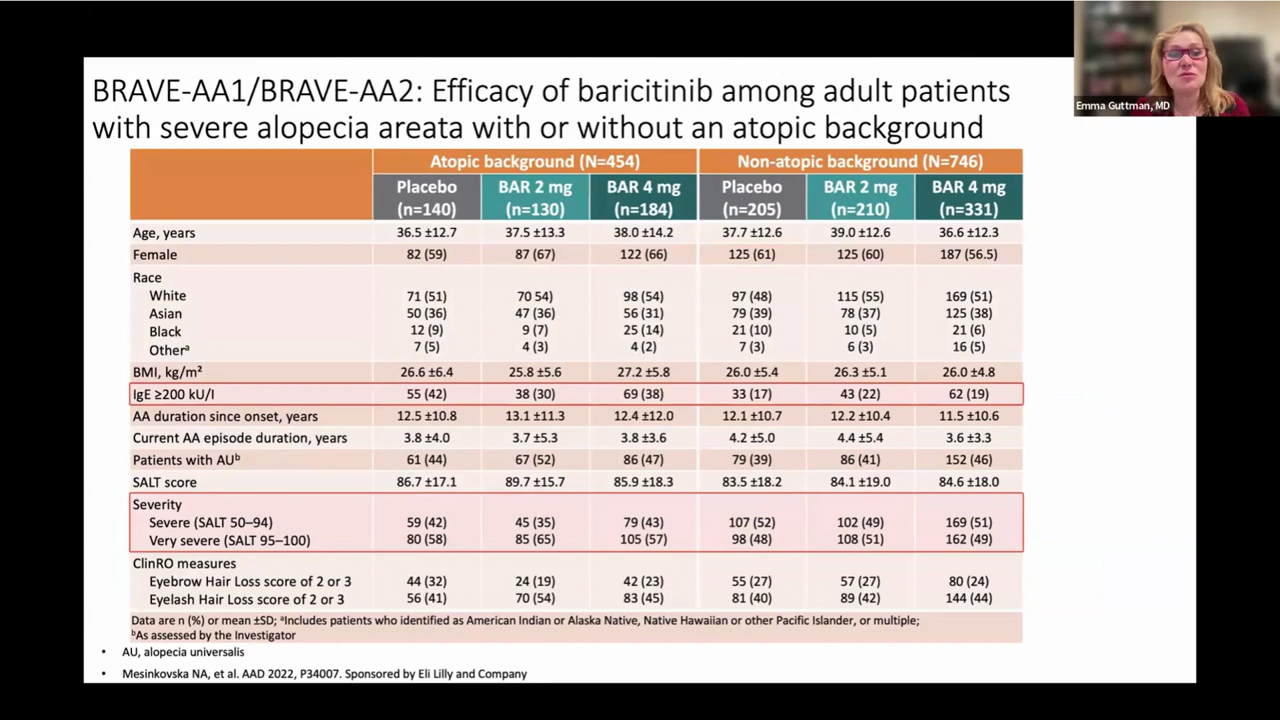 Emma Guttman, MD
BRAVE-AA1/BRAVE-AA2: Efficacy of baricitinib among adult patients
with severe alopecia areata with or without an atopic background
Atopic background (N=454) Non-atopic background (N=746)
Placebo (n=140) BAR 2 mg (n=130) BAR 4 mg (n=184) Placebo (n=205) BAR 2 mg (n=210) BAR 4 mg (n=331)
Age, years 36.5 ±12.7 37.5 ±13.3 38.0 ±14.2 37.7 ±12.6 39.0 ±12.6 36.6 ±12.3
Female 82 (59) 87 (67) 122 (66) 125 (61) 125 (60) 187 (56.5)
Race
White 71 (51) 70 54) 98 (54) 97 (48) 115 (55) 169 (51)
Asian 50 (36) 47 (36) 56 (31) 79 (39) 78 (37) 125 (38)
Black 12 (9) 9 (7) 25 (14) 21 (10) 10 (5) 21 (6)
Otherᵃ 7 (5) 4 (3) 4 (2) 7 (3) 6 (3) 16 (5)
BMI, kg/m² 26.6 ±6.4 25.8 ±5.6 27.2 ±5.8 26.0 ±5.4 26.3 ±5.1 26.0 ±4.8
IgE ≥200 kU/l 55 (42) 38 (30) 69 (38) 33 (17) 43 (22) 62 (19)
AA duration since onset, years 12.5 ±10.8 13.1 ±11.3 12.4 ±12.0 12.1 ±10.7 12.2 ±10.4 11.5 ±10.6
Current AA episode duration, years 3.8 ±4.0 3.7 ±5.3 3.8 ±3.6 4.2 ±5.0 4.4 ±5.4 3.6 ±3.3
Patients with AUᵇ 61 (44) 67 (52) 86 (47) 79 (39) 86 (41) 152 (46)
SALT score 86.7 ±17.1 89.7 ±15.7 85.9 ±18.3 83.5 ±18.2 84.1 ±19.0 84.6 ±18.0
Severity
Severe (SALT 50–94) 59 (42) 45 (35) 79 (43) 107 (52) 102 (49) 169 (51)
Very severe (SALT 95–100) 80 (58) 85 (65) 105 (57) 98 (48) 108 (51) 162 (49)
ClinRO measures
Eyebrow Hair Loss score of 2 or 3 44 (32) 24 (19) 42 (23) 55 (27) 57 (27) 80 (24)
Eyelash Hair Loss score of 2 or 3 56 (41) 70 (54) 83 (45) 81 (40) 89 (42) 144 (44)
Data are n (%) or mean ±SD; ᵃIncludes patients who identified as American Indian or Alaska Native, Native Hawaiian or other Pacific Islander, or multiple;
ᵇAs assessed by the Investigator
• AU, alopecia universalis
• Mesinkovska NA, et al. AAD 2022, P34007. Sponsored by Eli Lilly and Company